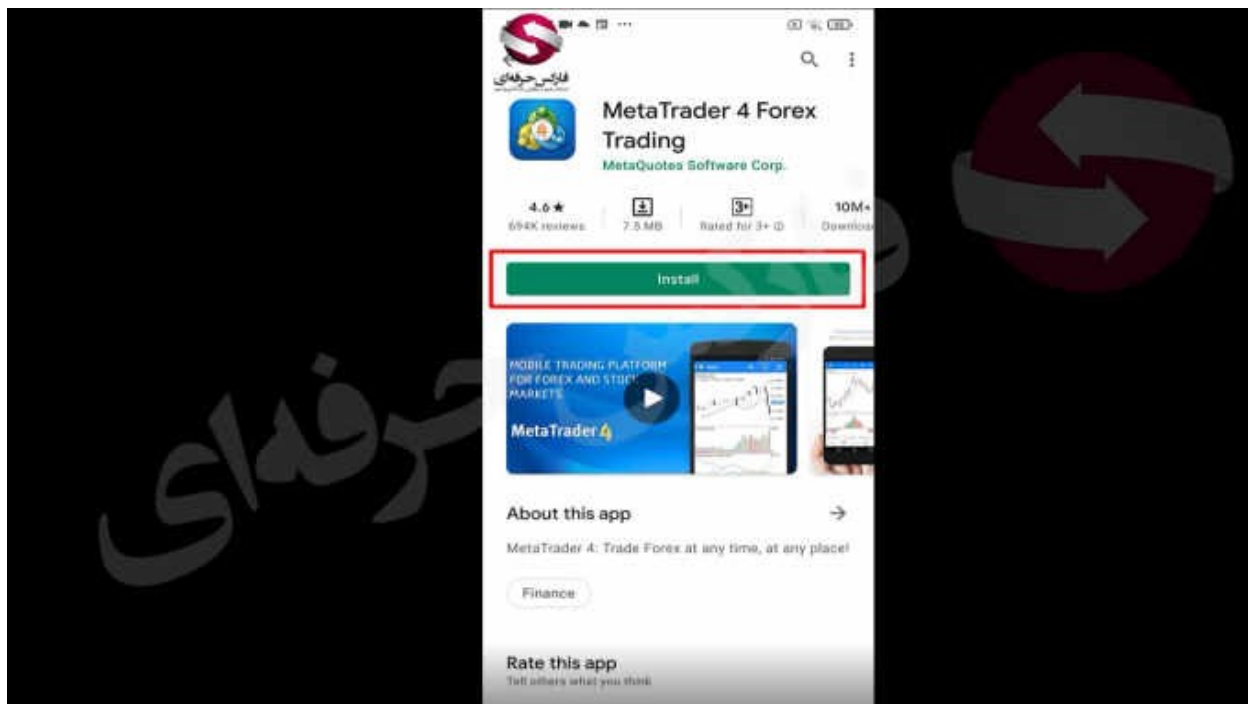 فارکس حرفه‌ای
MetaTrader 4 Forex
Trading
MetaQuotes Software Corp.
4.6★
694K reviews
7.5 MB
3+
Rated for 3+
10M+
Downloa
Install
MOBILE TRADING PLATFORM
FOR FOREX AND STOCK
MARKETS
MetaTrader 4
About this app
MetaTrader 4: Trade Forex at any time, at any place!
Finance
Rate this app
Tell others what you think
فارکس حرفه‌ای